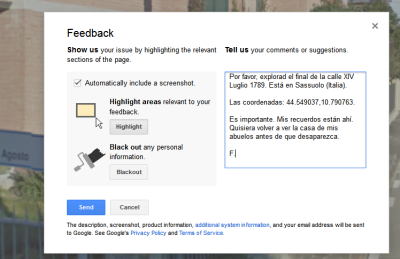 Feedback
Show us your issue by highlighting the relevant
sections of the page.
Automatically include a screenshot.
Highlight areas relevant to your
feedback.
Highlight
Black out any personal
information.
Blackout
Tell us your comments or suggestions.
Por favor, explorad el final de la calle XIV
Luglio 1789. Está en Sassuolo (Italia).
Las coordenadas: 44.549037,10.790763.
Es importante. Mis recuerdos están ahí.
Quisiera volver a ver la casa de mis
abuelos antes de que desaparezca.
F.
Send
Cancel
The description, screenshot, product information, additional system information, and your email address will be sent
to Google. See Google's Privacy Policy and Terms of Service.
Agosto